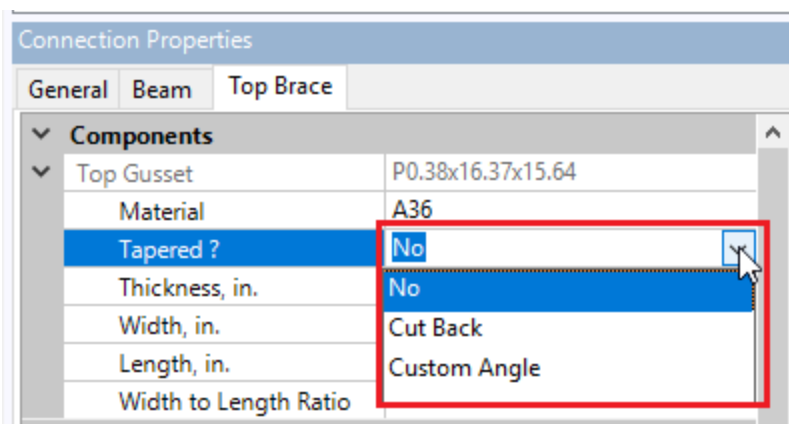 Connection Properties
General Beam Top Brace
Components
Top Gusset P0.38x16.37x15.64
Material A36
Tapered ? No
Thickness, in. No
Width, in. Cut Back
Length, in. Custom Angle
Width to Length Ratio